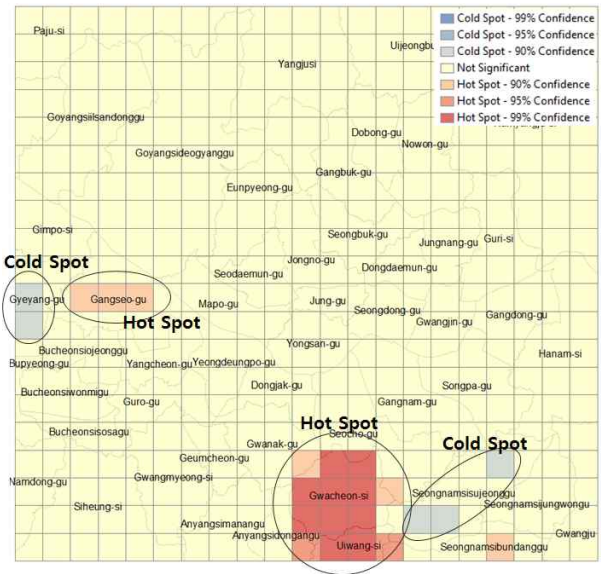 Paju-si
Cold Spot - 99% Confidence
Cold Spot - 95% Confidence
Cold Spot - 90% Confidence
Not Significant
Hot Spot - 90% Confidence
Hot Spot - 95% Confidence
Hot Spot - 99% Confidence
Yangjusi
Goyangsiilsandonggu
Dobong-gu
Nowon-gu
Goyangsideogyanggu
Gangbuk-gu
Eunpyeong-gu
Gimpo-si
Seongbuk-gu
Jungnang-gu
Guri-si
Cold Spot
Jongno-gu
Dongdaemun-gu
Seodaemun-gu
Gyeyang-gu
Gangseo-gu
Mapo-gu
Jung-gu
Seongdong-gu
Gwangjin-gu
Gangdong-gu
Hot Spot
Yongsan-gu
Bucheonsiojeonggu
Hanam-si
Bupyeong-gu
Yangcheon-gu
Yeongdeungpo-gu
Dongjak-gu
Songpa-gu
Bucheonsiwonmigu
Guro-gu
Gangnam-gu
Hot Spot
Bucheonsisosagu
Seocho-gu
Cold Spot
Gwanak-gu
Geumcheon-gu
Namdong-gu
Gwangmyeong-si
Gwacheon-si
Seongnamsisujeonggu
Seongnamsijungwongu
Siheung-si
Anyangsimanangu
Anyangsidongangu
Uiwang-si
Seongnamsibundanggu
Gwangju